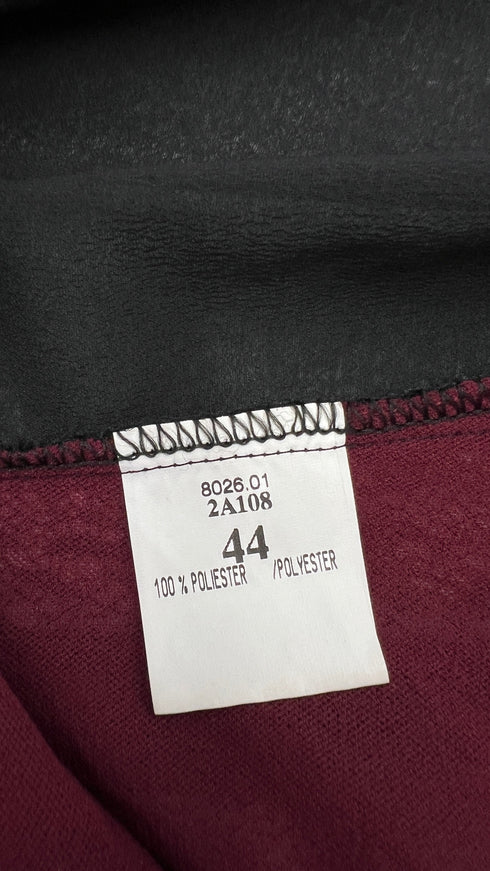 8026.01
2A108
44
100 % POLIESTER /POLYESTER